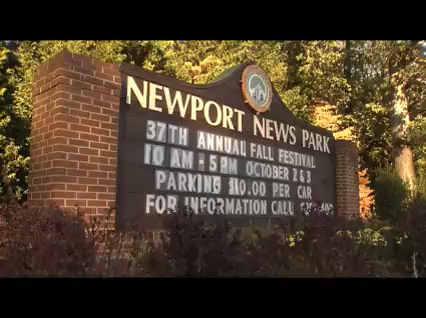 NEWPORT NEWS PARK
37TH ANNUAL FALL FESTIVAL
10 AM - 5 PM OCTOBER 2&3
PARKING $10.00 PER CAR
FOR INFORMATION CALL